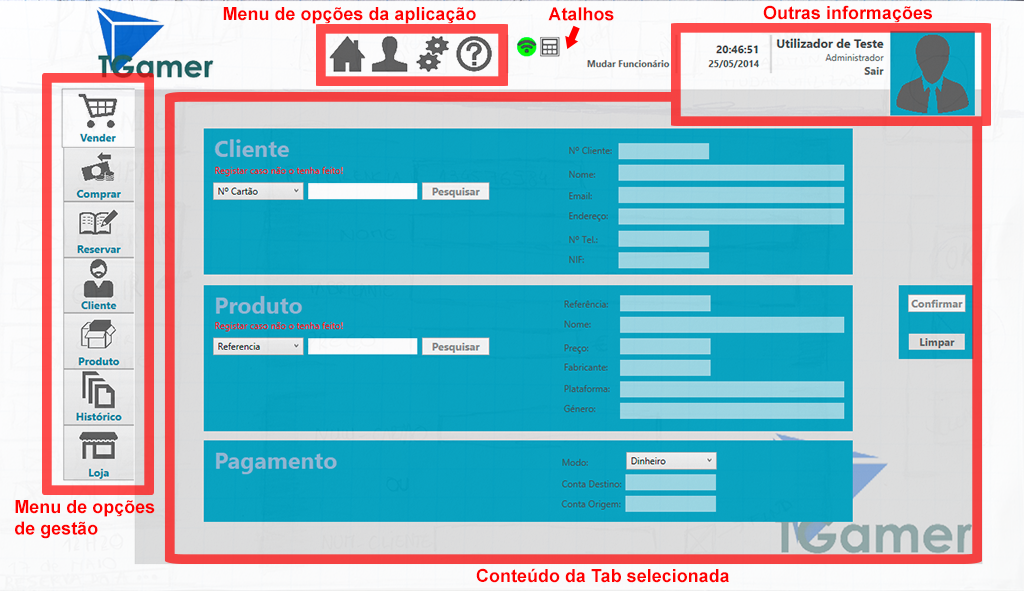 Menu de opções da aplicação
Atalhos
Outras informações
TGamer
Mudar Funcionário
20:46:51
25/05/2014
Utilizador de Teste
Administrador
Sair
Vender
Comprar
Reservar
Cliente
Produto
Histórico
Loja
Menu de opções
de gestão
Cliente
Registar caso não o tenha feito!
Nº Cartão
Pesquisar
Nº Cliente:
Nome:
Email:
Endereço:
Nº Tel.:
NIF:
Produto
Registar caso não o tenha feito!
Referencia
Pesquisar
Referência:
Nome:
Preço:
Fabricante:
Plataforma:
Género:
Confirmar
Limpar
Pagamento
Modo:
Dinheiro
Conta Destino:
Conta Origem:
TGamer
Conteúdo da Tab selecionada